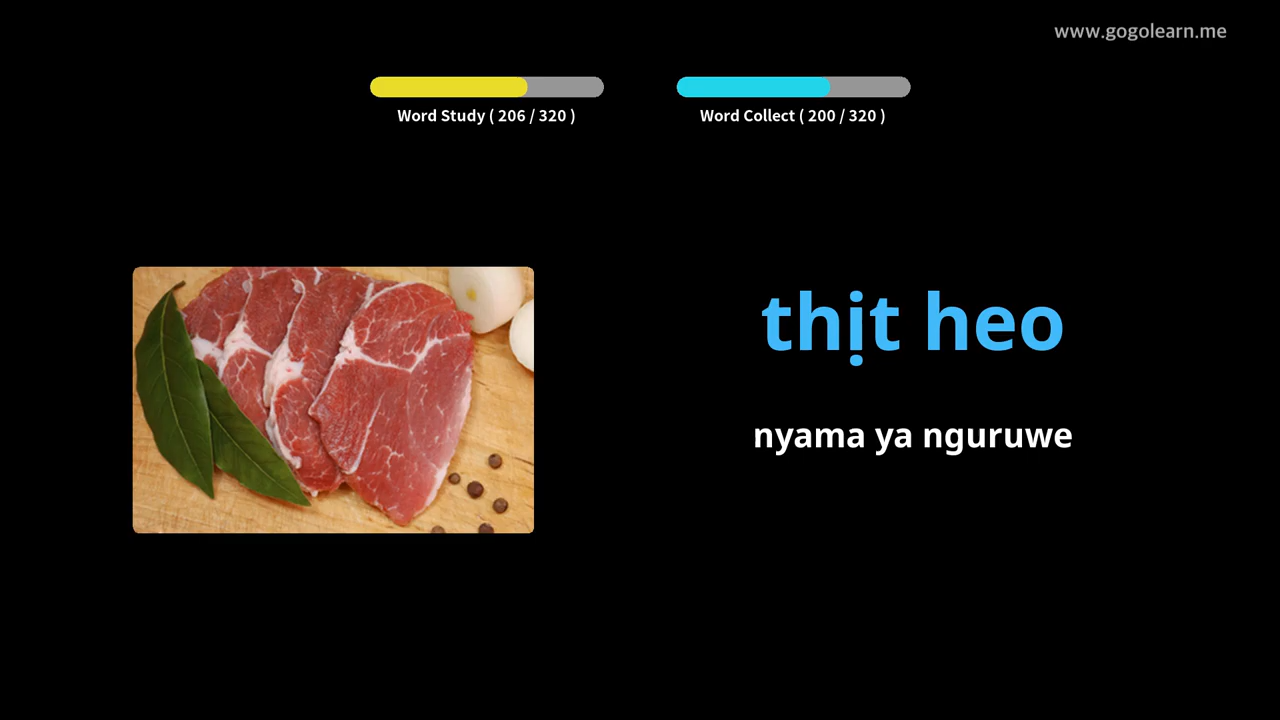 www.gogolearn.me
Word Study ( 206 / 320 )
Word Collect ( 200 / 320 )
thịt heo
nyama ya nguruwe